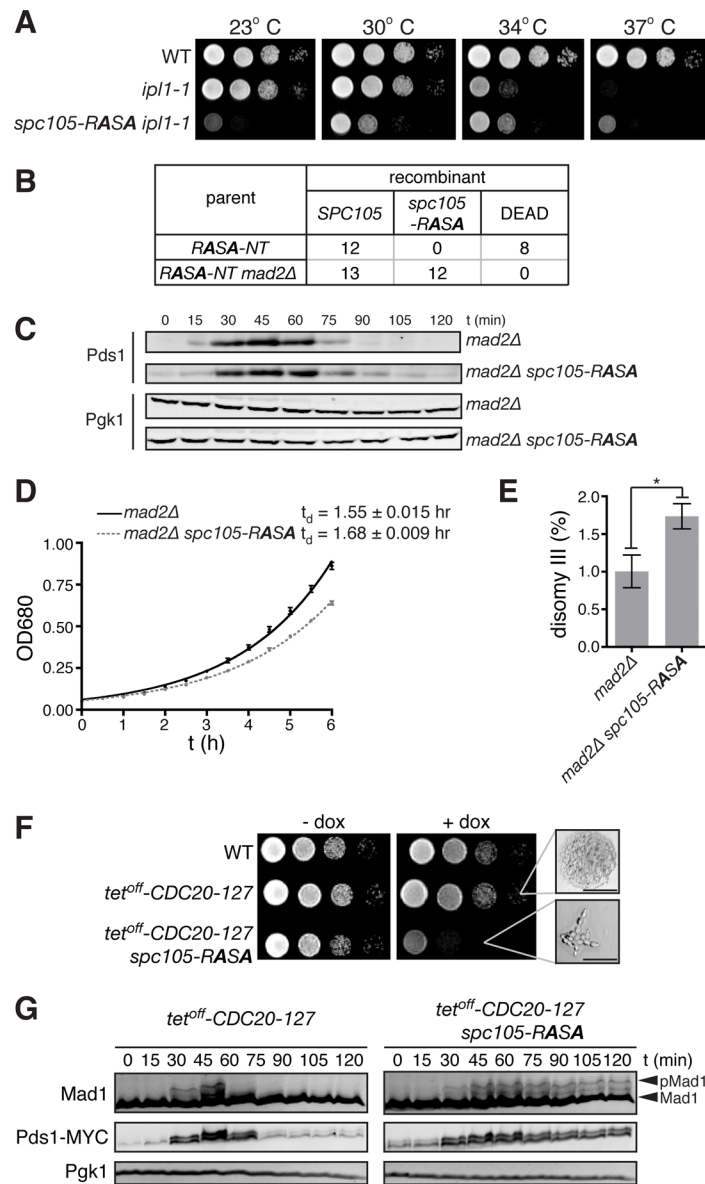 A
23° C 30° C 34° C 37° C
WT
ipl1-1
spc105-RASA ipl1-1
B
parent recombinant
SPC105 spc105-RASA DEAD
RASA-NT 12 0 8
RASA-NT mad2Δ 13 12 0
C
0 15 30 45 60 75 90 105 120 t (min)
Pds1
mad2Δ
mad2Δ spc105-RASA
Pgk1
mad2Δ
mad2Δ spc105-RASA
D
mad2Δ td = 1.55 ± 0.015 hr
mad2Δ spc105-RASA td = 1.68 ± 0.009 hr
OD680
1.00
0.75
0.50
0.25
0.00
0 1 2 3 4 5 6
t (h)
E
*
disomy III (%)
2.0
1.5
1.0
0.5
0.0
mad2Δ
mad2Δ spc105-RASA
F
- dox + dox
WT
tetoff-CDC20-127
tetoff-CDC20-127
spc105-RASA
G
tetoff-CDC20-127
tetoff-CDC20-127
spc105-RASA
0 15 30 45 60 75 90 105 120
0 15 30 45 60 75 90 105 120 t (min)
Mad1
pMad1
Mad1
Pds1-MYC
Pgk1